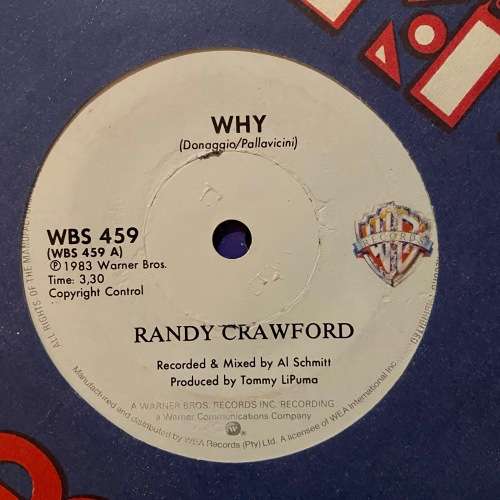 WHY
(Donaggio/Pallavicini)
WBS 459
(WBS 459 A)
Ⓟ 1983 Warner Bros.
Time: 3,30
Copyright Control
RECORDS
RANDY CRAWFORD
Recorded & Mixed by Al Schmitt
Produced by Tommy LiPuma
A WARNER BROS. RECORDS INC. RECORDING
a Warner Communications Company
Manufactured and distributed by WEA Records (Pty) Ltd. A licensee of WEA International Inc.
ALL RIGHTS OF THE